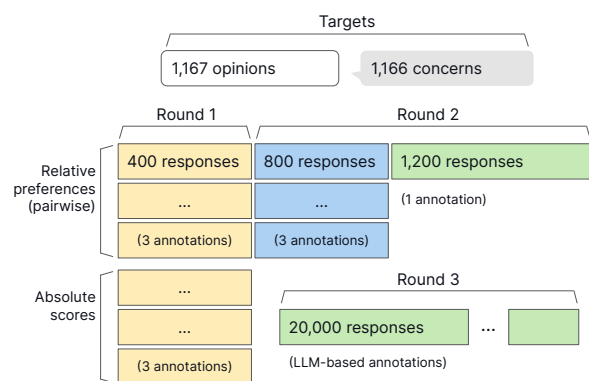 Targets
1,167 opinions
1,166 concerns
Round 1
Round 2
Relative
preferences
(pairwise)
400 responses
800 responses
1,200 responses
...
...
(1 annotation)
(3 annotations)
(3 annotations)
Absolute
scores
...
...
(3 annotations)
Round 3
20,000 responses
...
(LLM-based annotations)